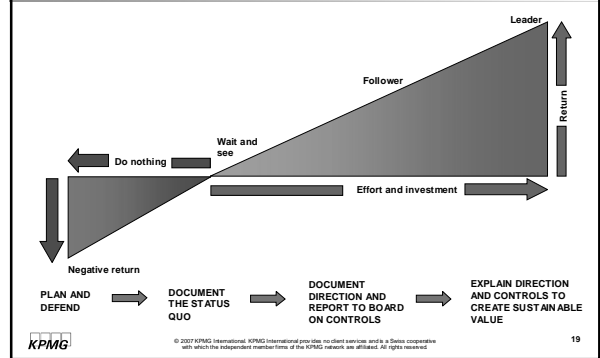 Leader
Follower
Return
Wait and
see
Do nothing
Effort and investment
Negative return
PLAN AND
DEFEND
DOCUMENT
THE STATUS
QUO
DOCUMENT
DIRECTION AND
REPORT TO BOARD
ON CONTROLS
EXPLAIN DIRECTION
AND CONTROLS TO
CREATE SUSTAINABLE
VALUE
KPMG
© 2007 KPMG International. KPMG International provides no client services and is a Swiss cooperative
with which the independent member firms of the KPMG network are affiliated. All rights reserved.
19